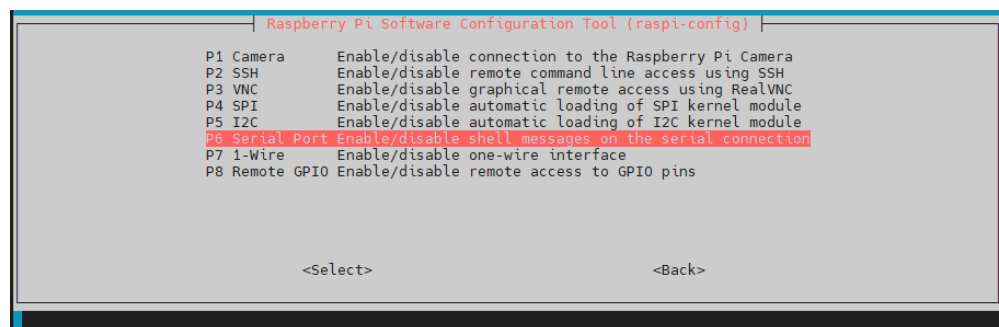 Raspberry Pi Software Configuration Tool (raspi-config)
P1 Camera Enable/disable connection to the Raspberry Pi Camera
P2 SSH Enable/disable remote command line access using SSH
P3 VNC Enable/disable graphical remote access using RealVNC
P4 SPI Enable/disable automatic loading of SPI kernel module
P5 I2C Enable/disable automatic loading of I2C kernel module
P6 Serial Port Enable/disable shell messages on the serial connection
P7 1-Wire Enable/disable one-wire interface
P8 Remote GPIO Enable/disable remote access to GPIO pins
<Select> <Back>